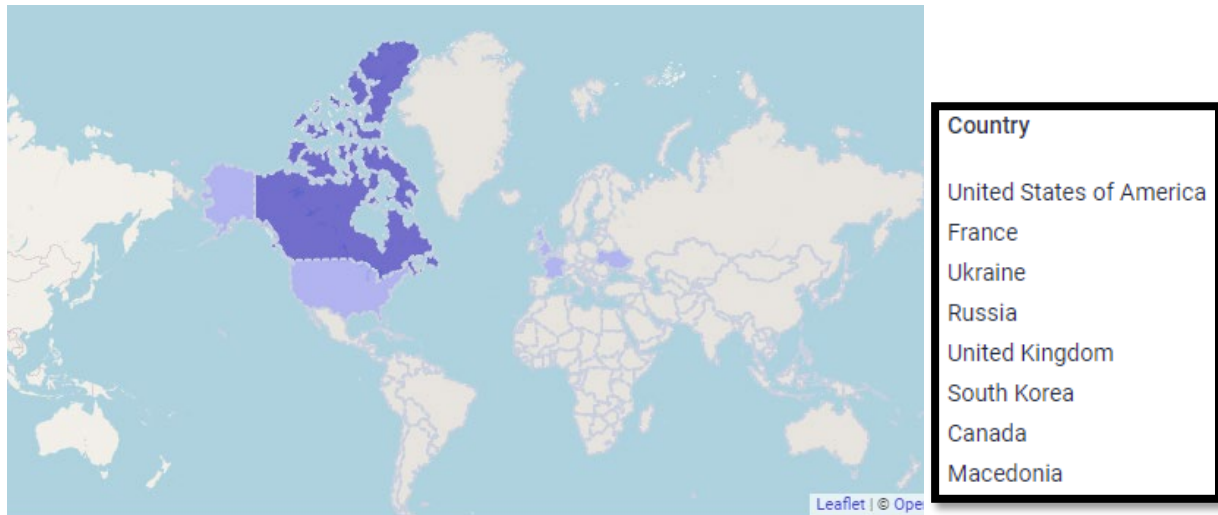 Country
United States of America
France
Ukraine
Russia
United Kingdom
South Korea
Canada
Macedonia
Leaflet | © Ope